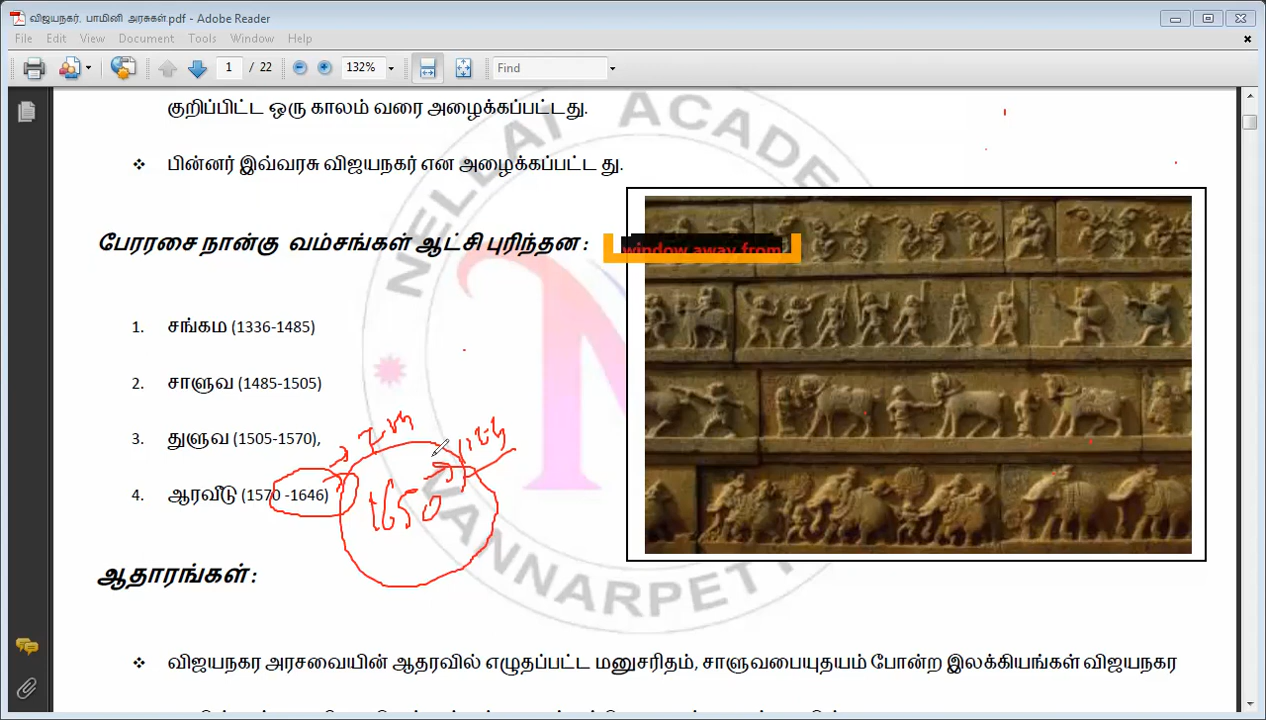 விஜயநகர், பாமினி அரசுகள்.pdf - Adobe Reader
File Edit View Document Tools Window Help
1 / 22 132% Find
குறிப்பிட்ட ஒரு காலம் வரை அழைக்கப்பட்டது.
❖ பின்னர் இவ்வரசு விஜயநகர் என அழைக்கப்பட்ட து.
பேரரசை நான்கு வம்சங்கள் ஆட்சி புரிந்தன :
window away from
1. சங்கம (1336-1485)
2. சாளுவ (1485-1505)
3. துளுவ (1505-1570),
4. ஆரவீடு (1570 -1646)
1650
ஆதாரங்கள் :
❖ விஜயநகர அரசவையின் ஆதரவில் எழுதப்பட்ட மனுசரிதம், சாளுவபையுதயம் போன்ற இலக்கியங்கள் விஜயநகர
NELLAI ACADEMY
VANNARPETT